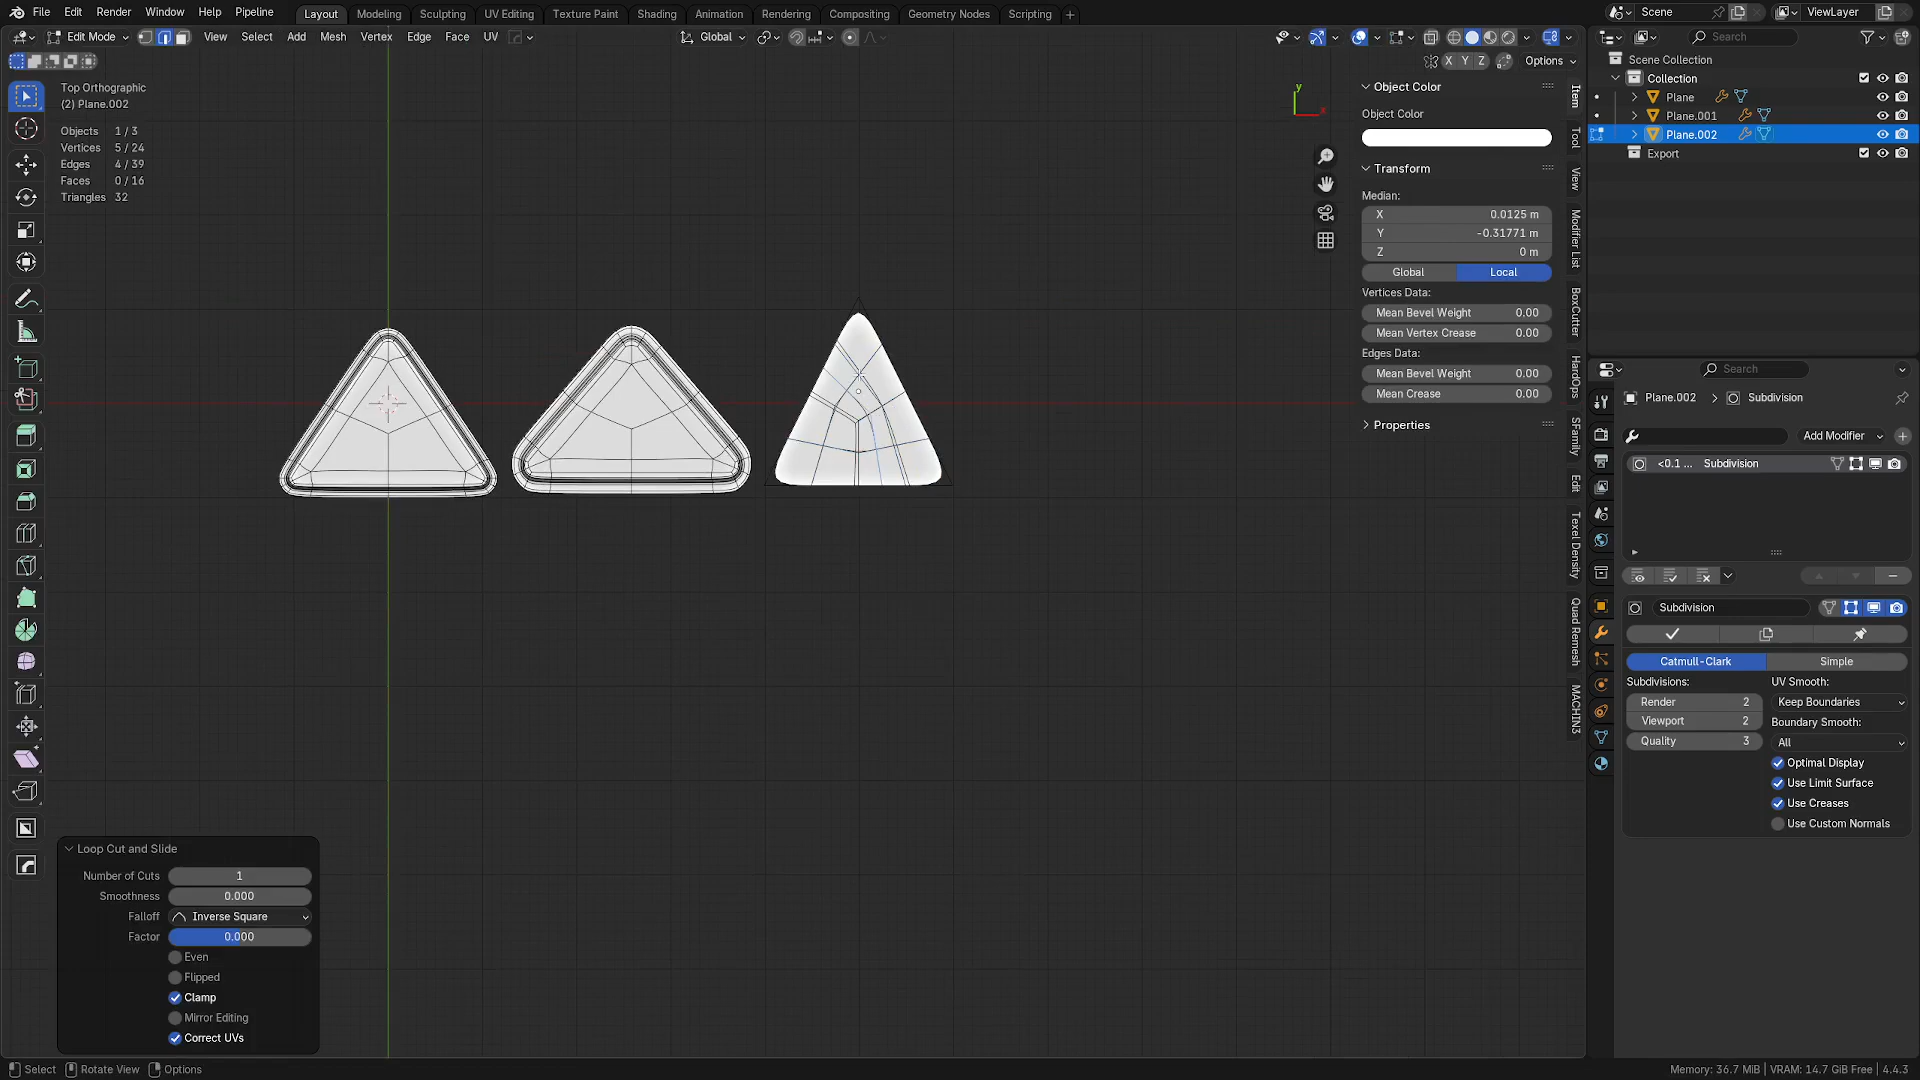 File Edit Render Window Help Pipeline Layout Modeling Sculpting UV Editing Texture Paint Shading Animation Rendering Compositing Geometry Nodes Scripting + Scene ViewLayer
Edit Mode View Select Add Mesh Vertex Edge Face UV Global Search
X Y Z Options
Top Orthographic
(2) Plane.002
Objects 1 / 3
Vertices 5 / 24
Edges 4 / 39
Faces 0 / 16
Triangles 32
y
x
Object Color
Object Color
Transform
Median:
X 0.0125 m
Y -0.31771 m
Z 0 m
Global Local
Vertices Data:
Mean Bevel Weight 0.00
Mean Vertex Crease 0.00
Edges Data:
Mean Bevel Weight 0.00
Mean Crease 0.00
Properties
Item
Tool
View
Modifier List
BoxCutter
HardOps
SFamily
Edit
Texel Density
Quad Remesh
MACHIN3
Scene Collection
Collection
Plane
Plane.001
Plane.002
Export
Search
Plane.002 > Subdivision
Add Modifier
<0.1 ... Subdivision
Subdivision
Catmull-Clark Simple
Subdivisions: UV Smooth:
Render 2 Keep Boundaries
Viewport 2 Boundary Smooth:
Quality 3 All
Optimal Display
Use Limit Surface
Use Creases
Use Custom Normals
Loop Cut and Slide
Number of Cuts 1
Smoothness 0.000
Falloff Inverse Square
Factor 0.000
Even
Flipped
Clamp
Mirror Editing
Correct UVs
Select Rotate View Options Memory: 36.7 MiB | VRAM: 14.7 GiB Free | 4.4.3